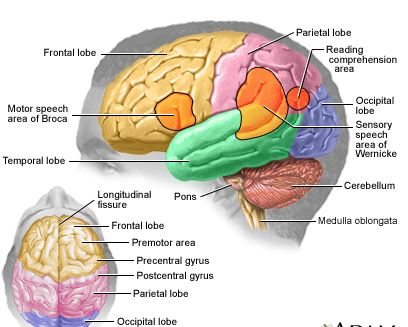 Frontal lobe
Parietal lobe
Reading
comprehension
area
Motor speech
area of Broca
Occipital
lobe
Sensory
speech
area of
Wernicke
Temporal lobe
Pons
Cerebellum
Medulla oblongata
Longitudinal
fissure
Frontal lobe
Premotor area
Precentral gyrus
Postcentral gyrus
Parietal lobe
Occipital lobe